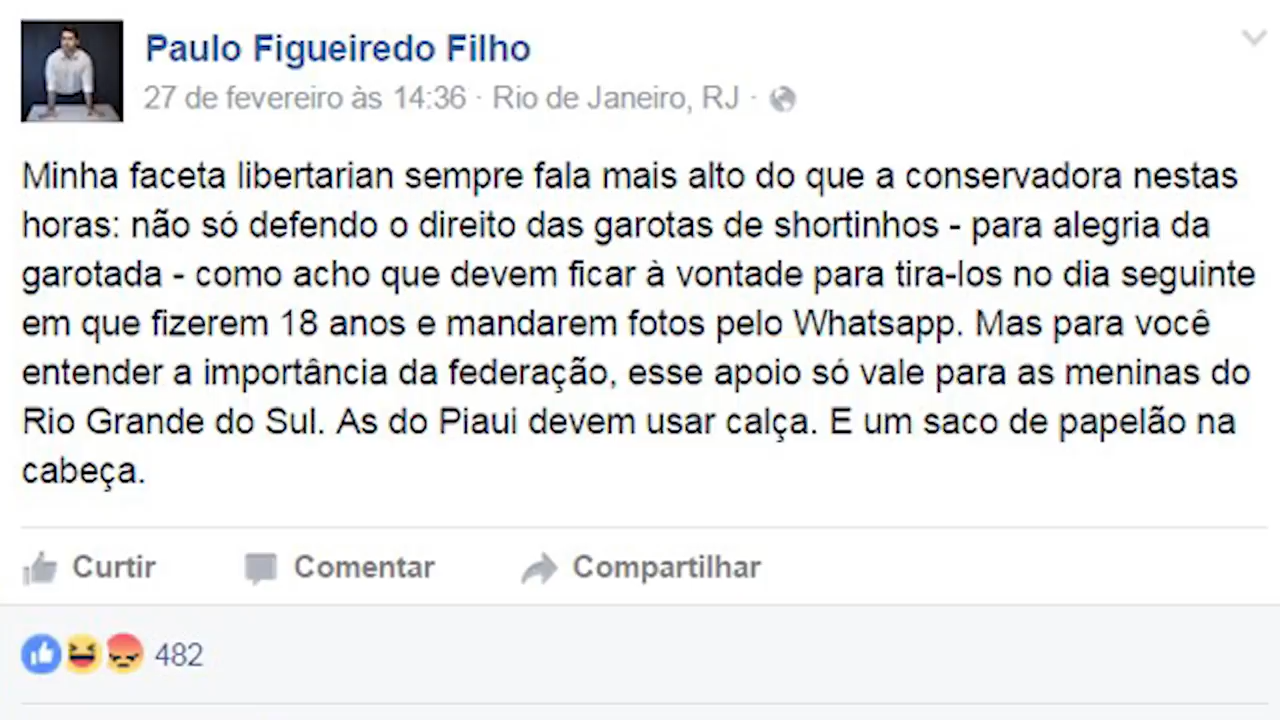 Paulo Figueiredo Filho
27 de fevereiro às 14:36 · Rio de Janeiro, RJ ·
Minha faceta libertarian sempre fala mais alto do que a conservadora nestas
horas: não só defendo o direito das garotas de shortinhos - para alegria da
garotada - como acho que devem ficar à vontade para tira-los no dia seguinte
em que fizerem 18 anos e mandarem fotos pelo Whatsapp. Mas para você
entender a importância da federação, esse apoio só vale para as meninas do
Rio Grande do Sul. As do Piaui devem usar calça. E um saco de papelão na
cabeça.
Curtir Comentar Compartilhar
482